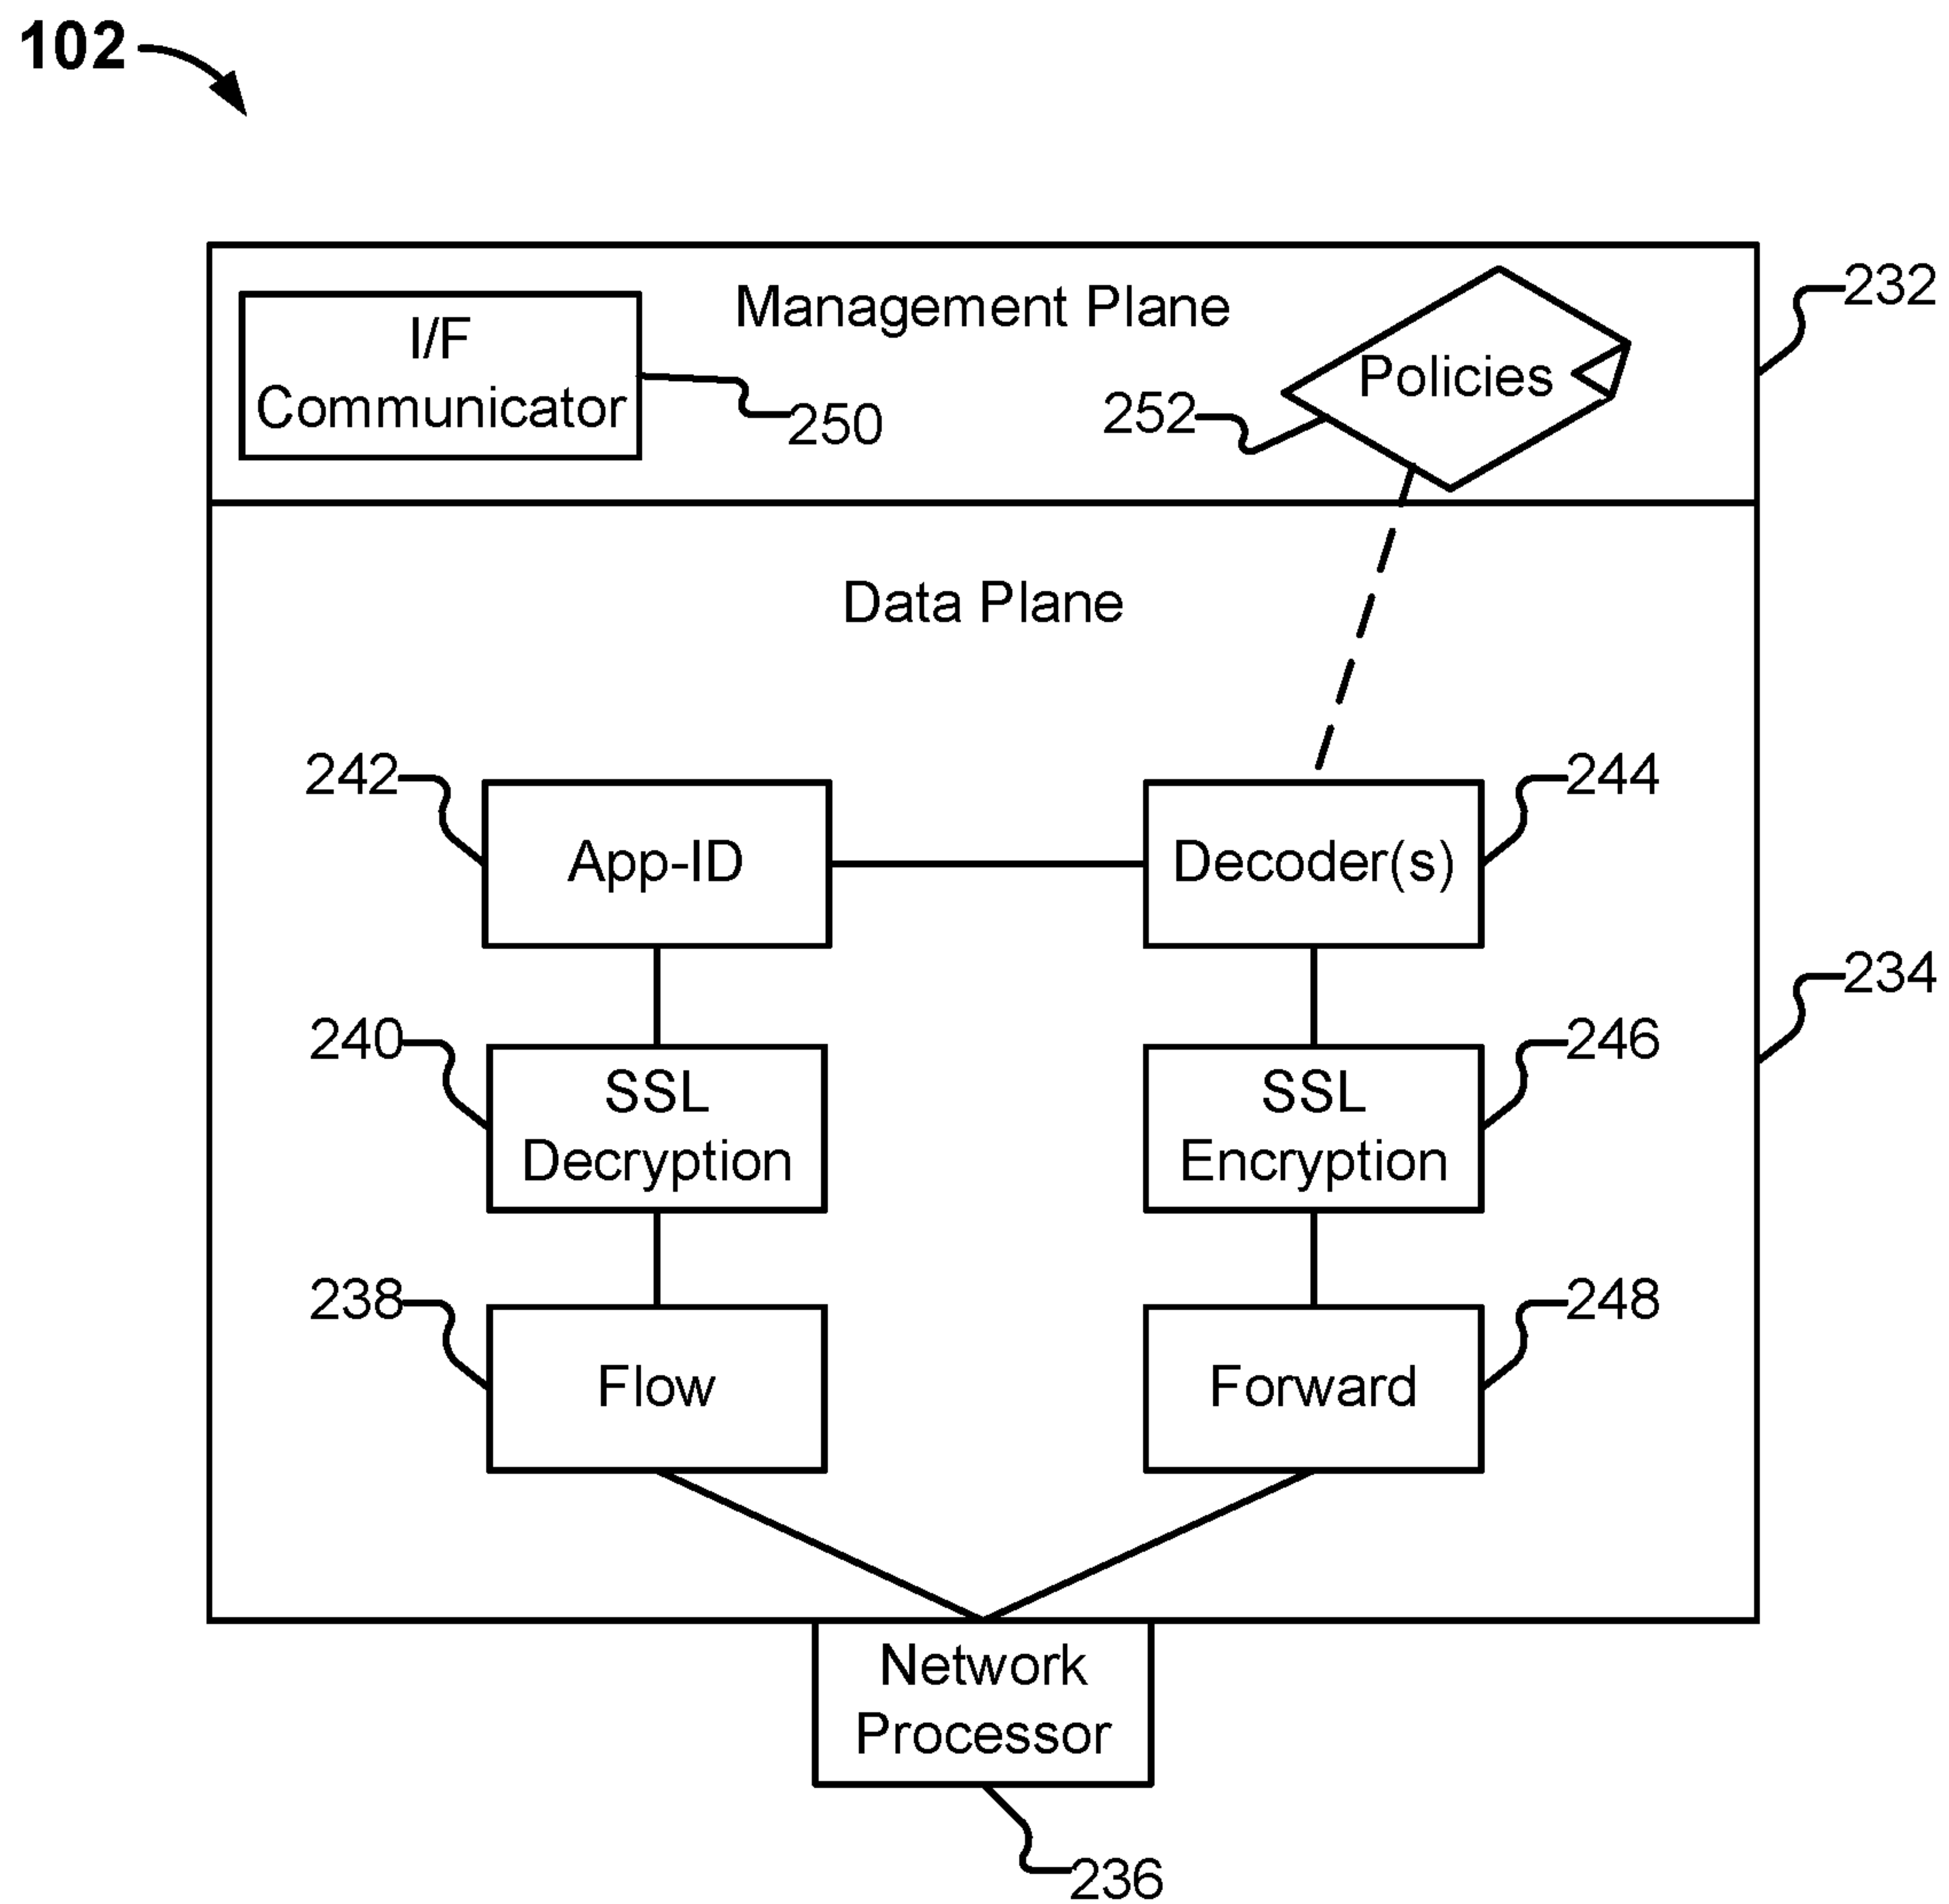 102
232
Management Plane
I/F
Communicator
250
Policies
252
Data Plane
242
App-ID
Decoder(s)
244
234
240
SSL
Decryption
SSL
Encryption
246
238
Flow
Forward
248
Network
Processor
236